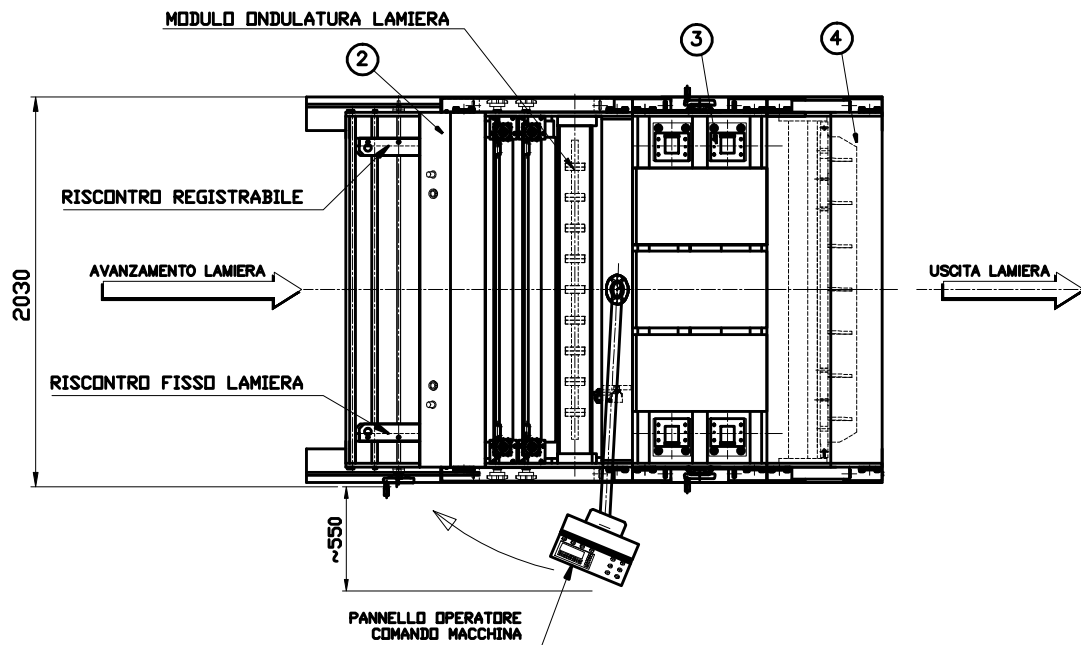 MODULO ONDULATURA LAMIERA
2
3
4
RISCONTRO REGISTRABILE
AVANZAMENTO LAMIERA
USCITA LAMIERA
2030
RISCONTRO FISSO LAMIERA
~550
PANNELLO OPERATORE
COMANDO MACCHINA